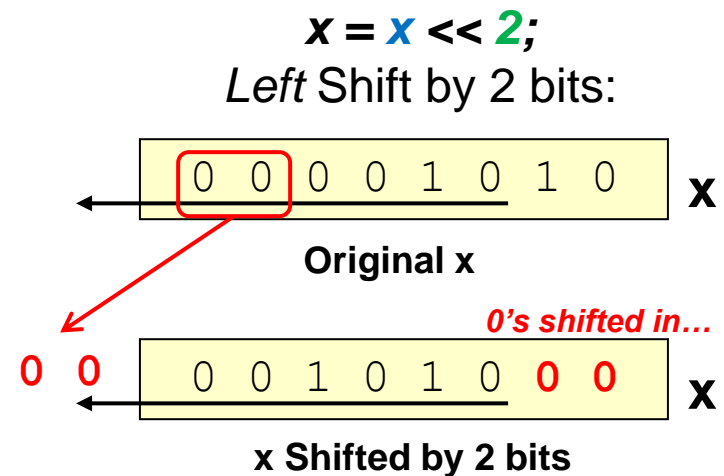 x = x << 2;
Left Shift by 2 bits:
0 0 0 0 1 0 1 0 x
Original x
0's shifted in…
0 0 0 0 1 0 1 0 0 0 x
x Shifted by 2 bits